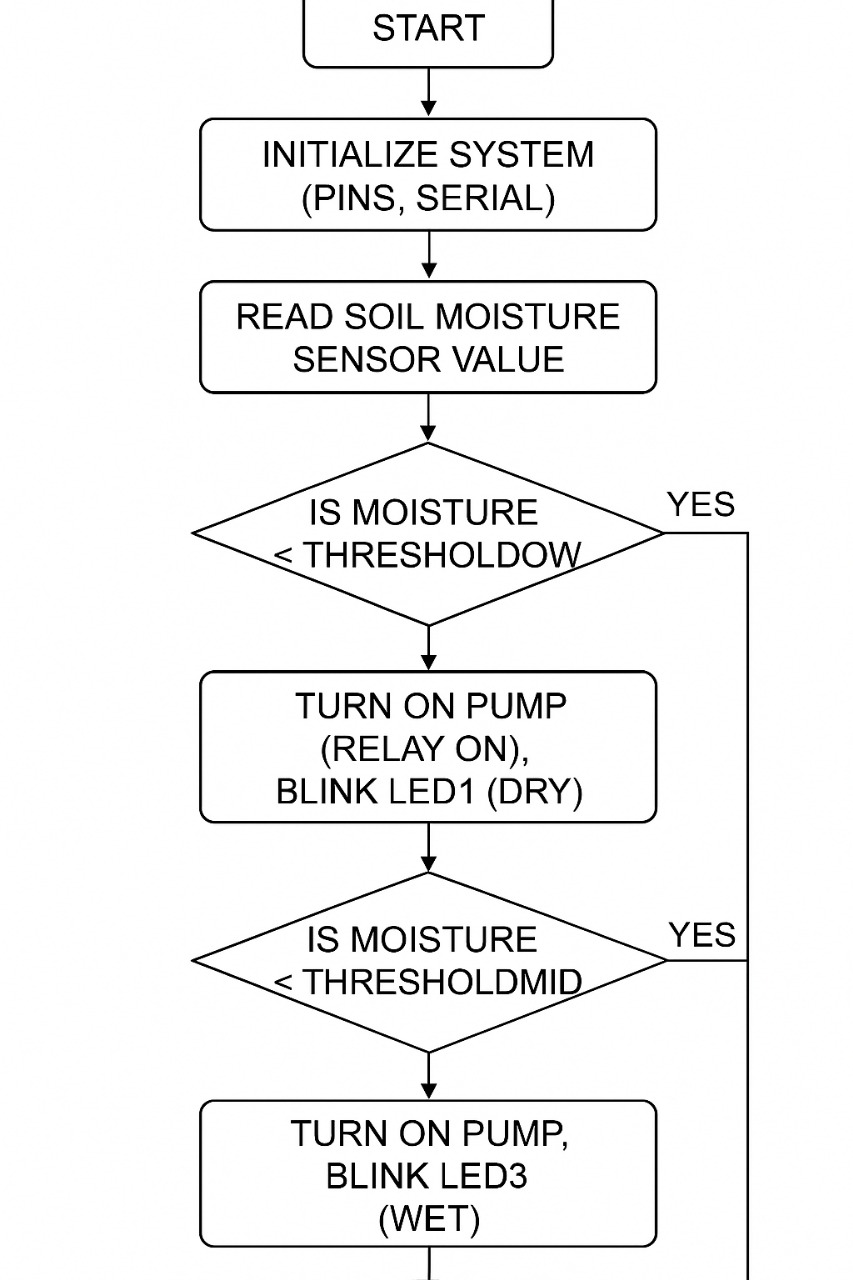 START
INITIALIZE SYSTEM
(PINS, SERIAL)
READ SOIL MOISTURE
SENSOR VALUE
IS MOISTURE
< THRESHOLDOW
YES
TURN ON PUMP
(RELAY ON),
BLINK LED1 (DRY)
IS MOISTURE
< THRESHOLDMID
YES
TURN ON PUMP,
BLINK LED3
(WET)